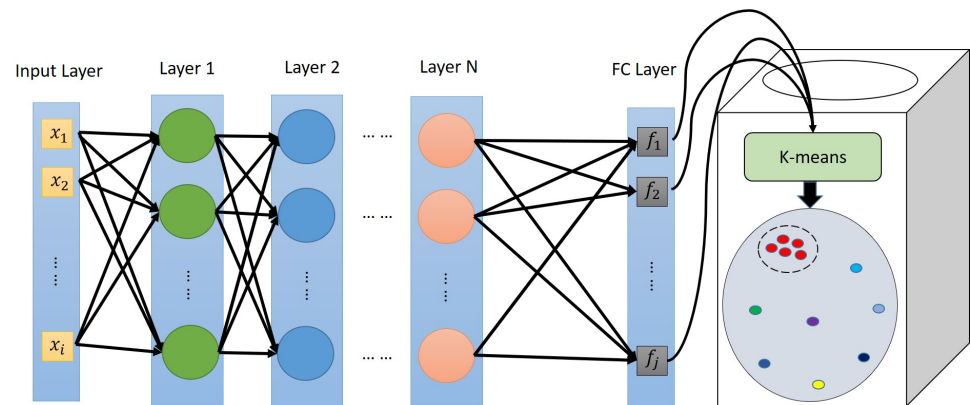 Input Layer
Layer 1
Layer 2
Layer N
FC Layer
x₁
x₂
⋮ ⋮
xᵢ
⋮ ⋮
⋮ ⋮
... ...
... ...
... ...
⋮ ⋮
f₁
f₂
⋮ ⋮
fⱼ
K-means